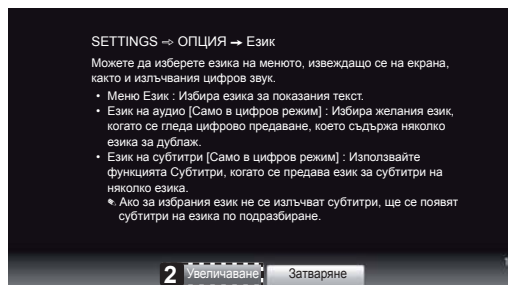 SETTINGS ⇨ ОПЦИЯ ➙ Език
Можете да изберете езика на менюто, извеждащо се на екрана,
както и излъчвания цифров звук.
• Меню Език : Избира езика за показания текст.
• Език на аудио [Само в цифров режим] : Избира желания език,
когато се гледа цифрово предаване, което съдържа няколко
езика за дублаж.
• Език на субтитри [Само в цифров режим] : Използвайте
функцията Субтитри, когато се предава език за субтитри на
няколко езика.
✎ Ако за избрания език не се излъчват субтитри, ще се появят
субтитри на езика по подразбиране.
2 Увеличаване Затваряне